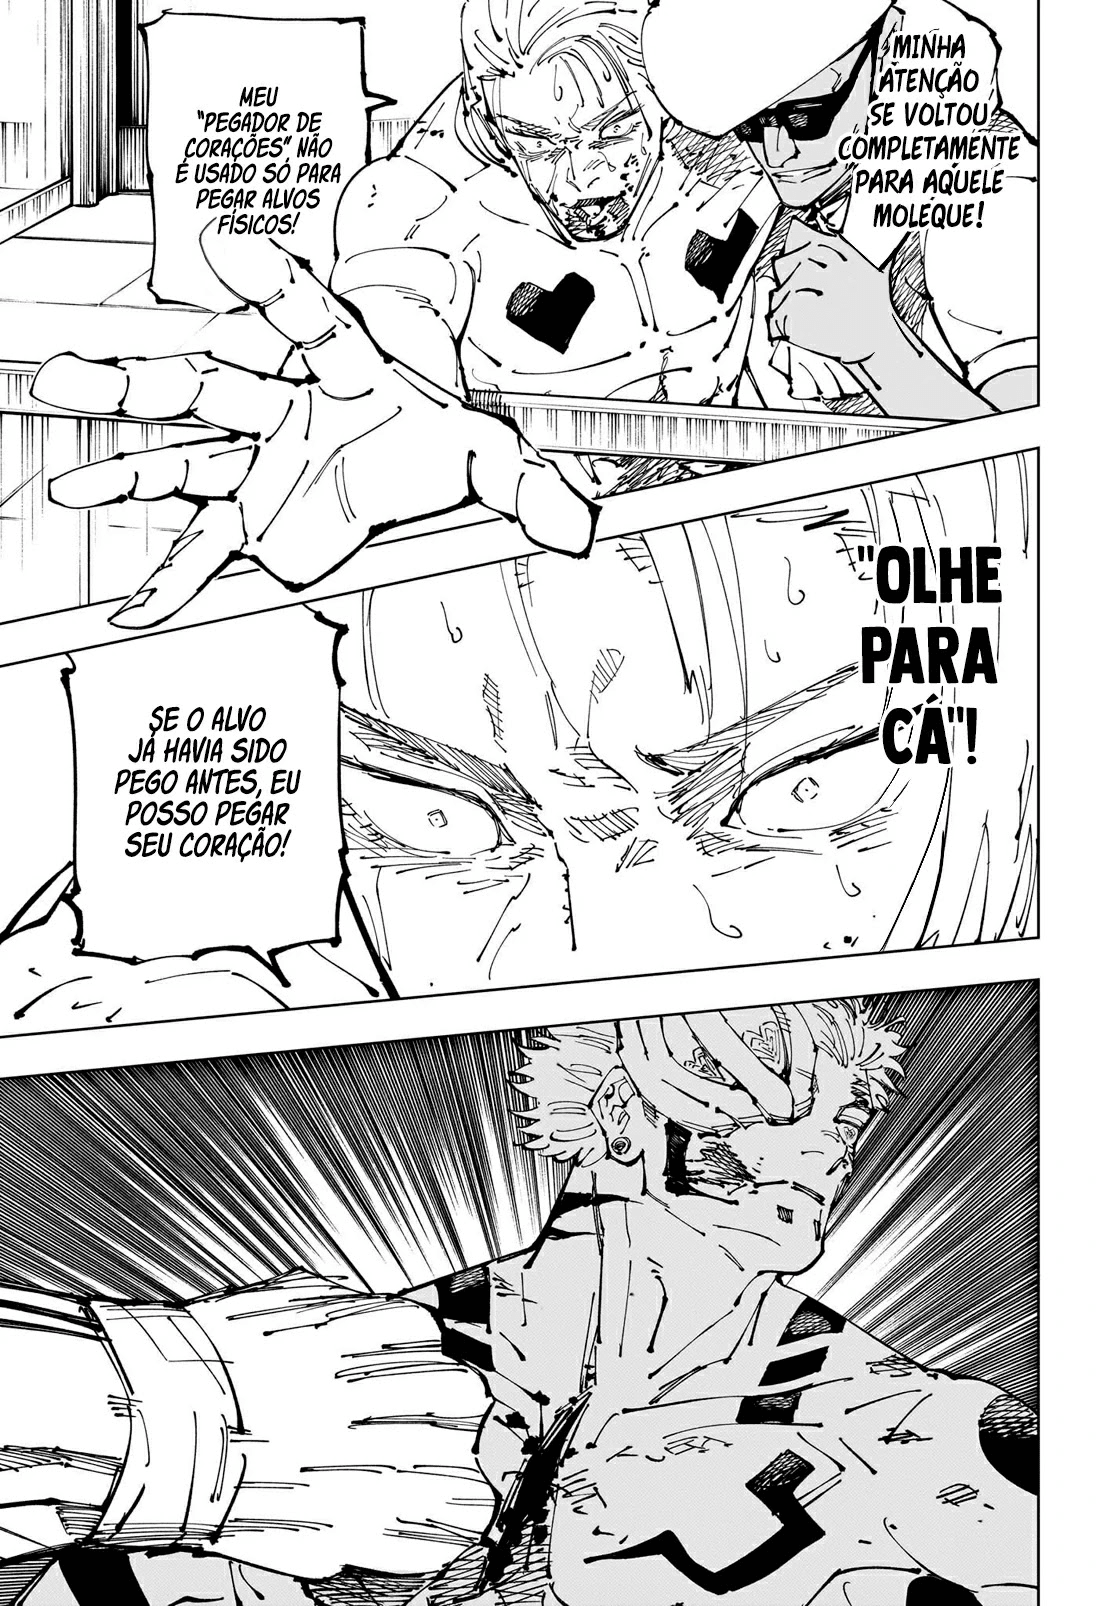 MINHA
ATENÇÃO
SE VOLTOU
COMPLETAMENTE
PARA AQUELE
MOLEQUE!
MEU
"PEGADOR DE
CORAÇÕES" NÃO
É USADO SÓ PARA
PEGAR ALVOS
FÍSICOS!
"OLHE
PARA
CÁ"!
SE O ALVO
JÁ HAVIA SIDO
PEGO ANTES, EU
POSSO PEGAR
SEU CORAÇÃO!